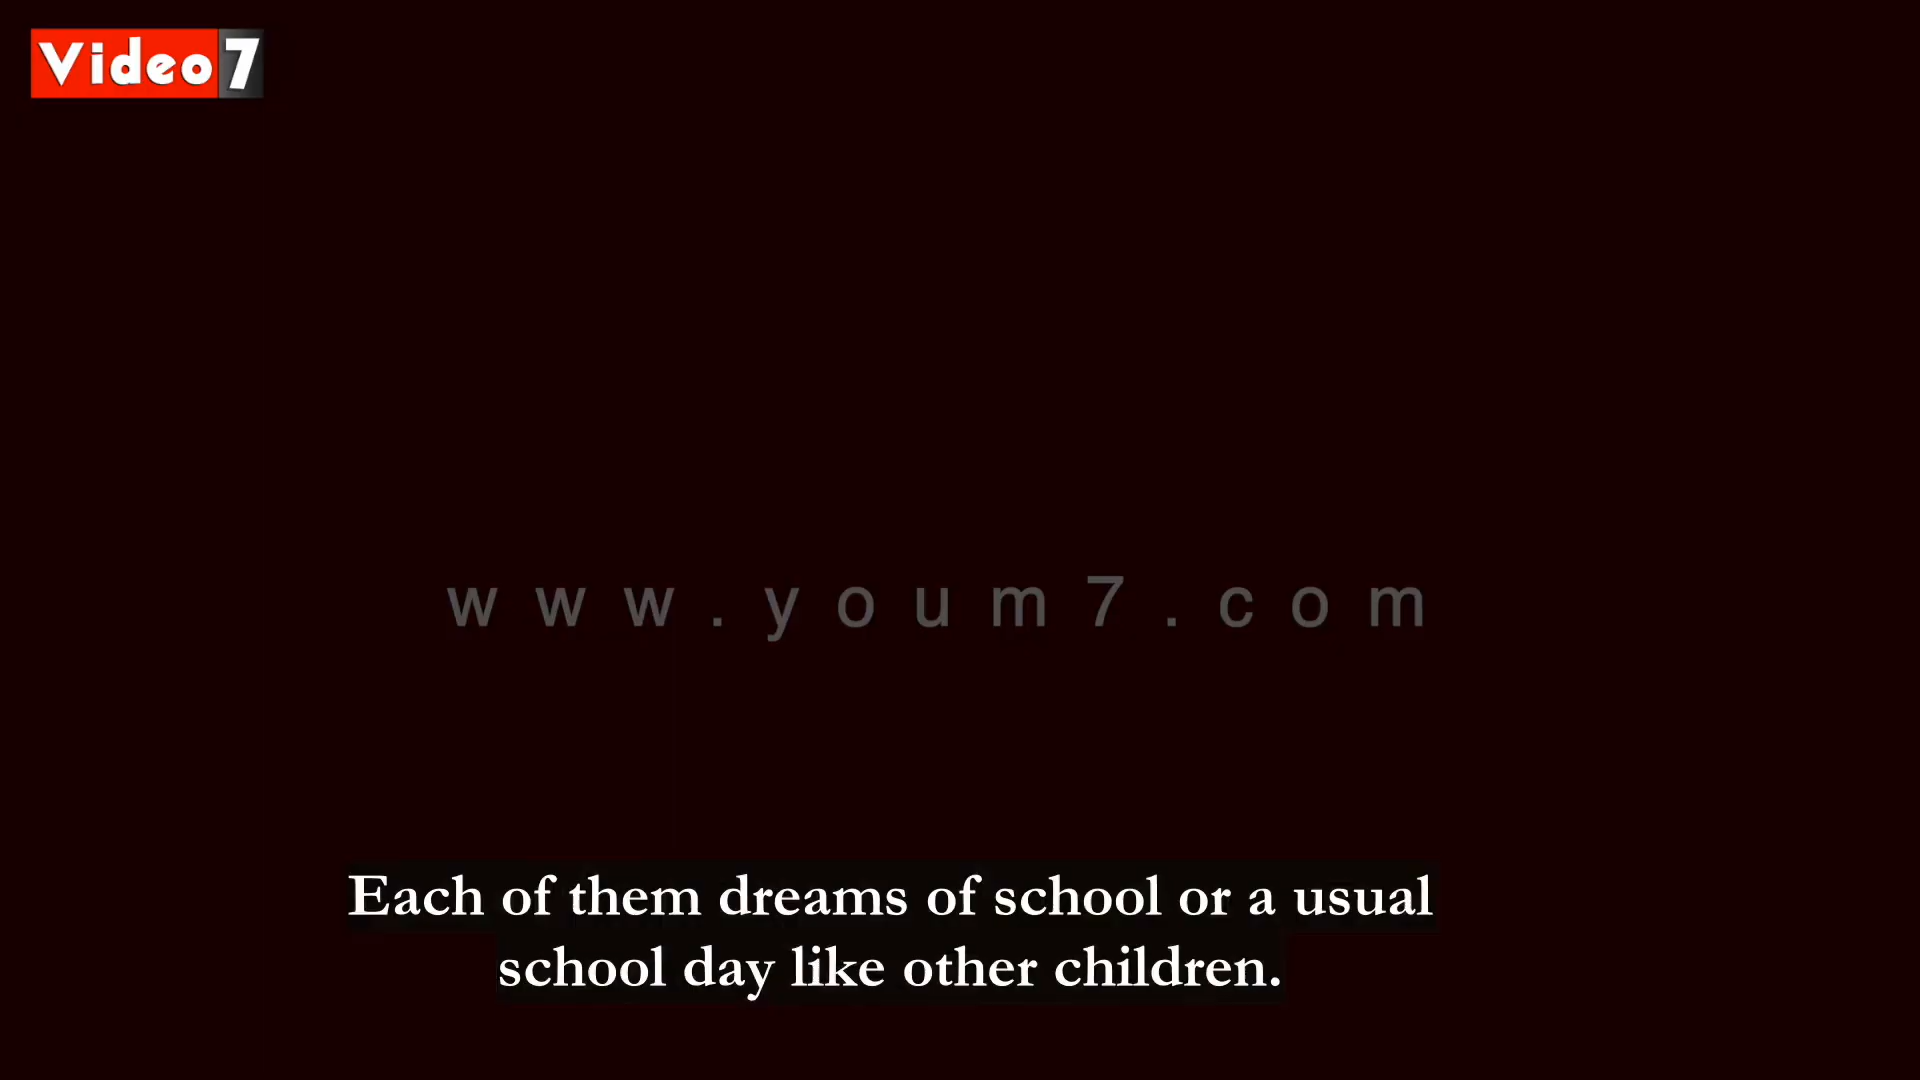 Video7
www.youm7.com
Each of them dreams of school or a usual
school day like other children.